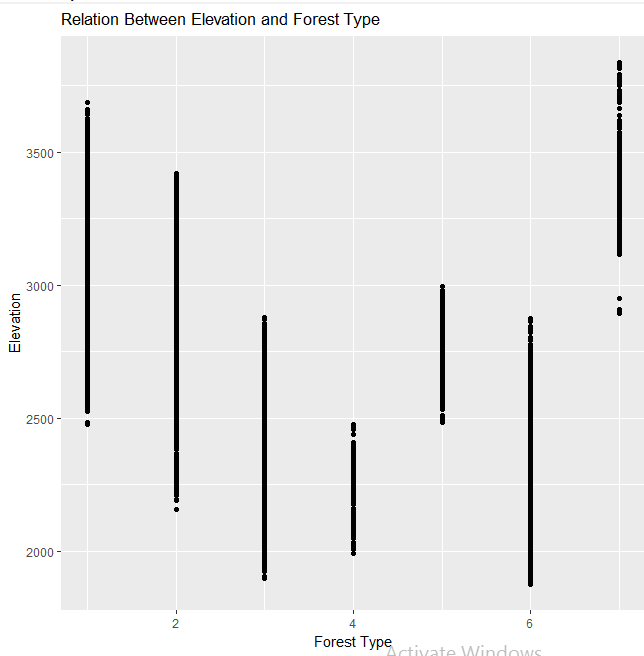 Relation Between Elevation and Forest Type
3500
3000
2500
2000
Elevation
2
4
6
Forest Type
Activate Windows